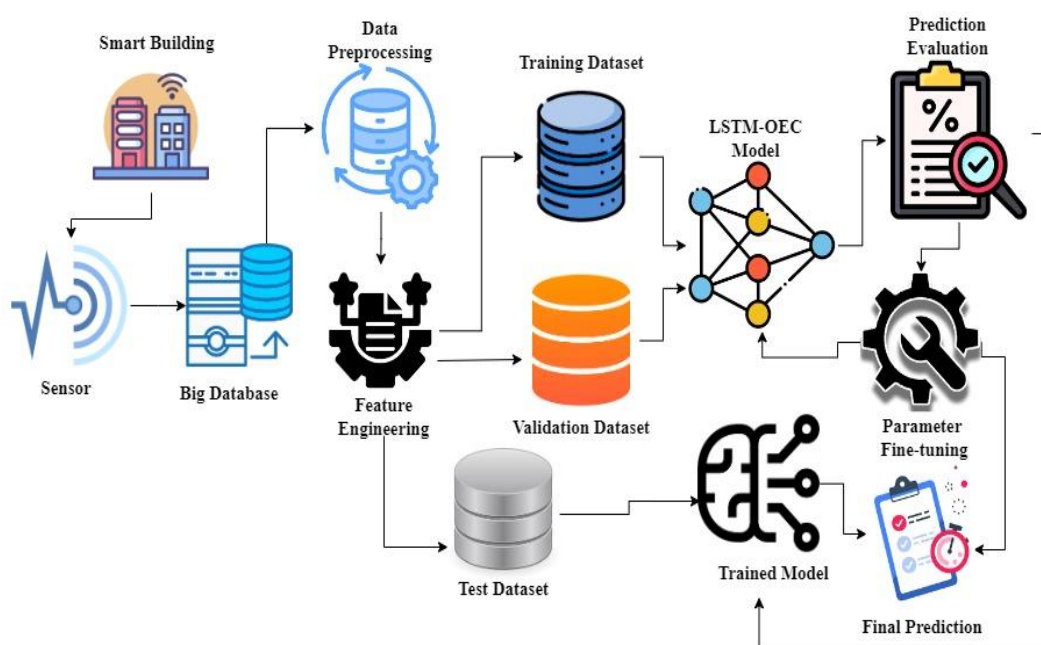 Smart Building
Data
Preprocessing
Training Dataset
Prediction
Evaluation
%
LSTM-OEC
Model
Sensor
Big Database
Feature
Engineering
Validation Dataset
Parameter
Fine-tuning
Test Dataset
Trained Model
Final Prediction